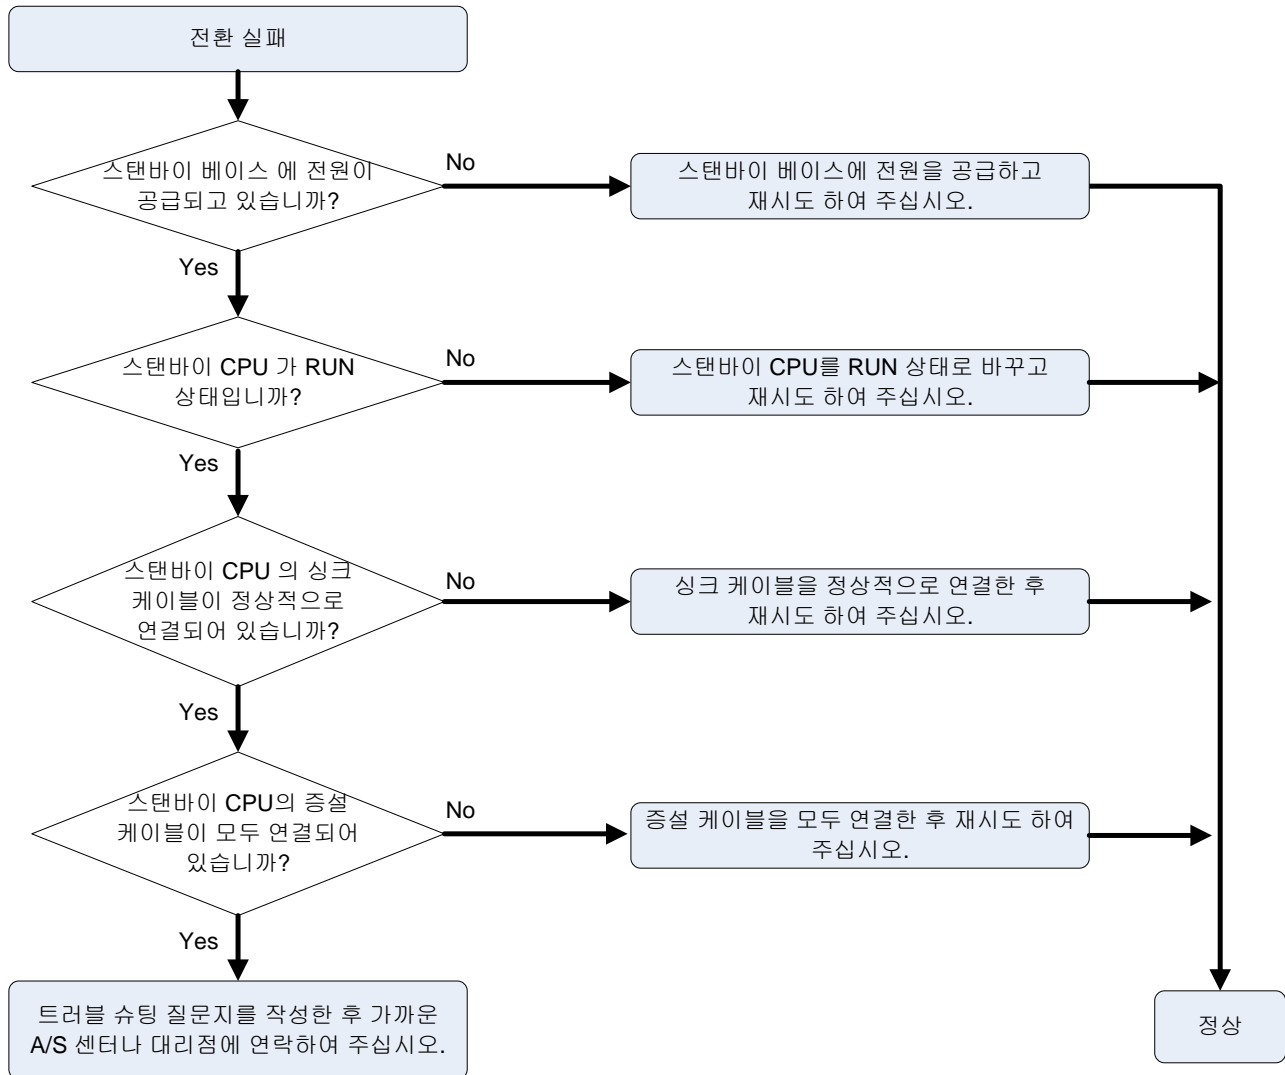 전환 실패
스탠바이 베이스 에 전원이
공급되고 있습니까?
No
스탠바이 베이스에 전원을 공급하고
재시도 하여 주십시오.
Yes
스탠바이 CPU 가 RUN
상태입니까?
No
스탠바이 CPU를 RUN 상태로 바꾸고
재시도 하여 주십시오.
Yes
스탠바이 CPU 의 싱크
케이블이 정상적으로
연결되어 있습니까?
No
싱크 케이블을 정상적으로 연결한 후
재시도 하여 주십시오.
Yes
스탠바이 CPU의 증설
케이블이 모두 연결되어
있습니까?
No
증설 케이블을 모두 연결한 후 재시도 하여
주십시오.
Yes
트러블 슈팅 질문지를 작성한 후 가까운
A/S 센터나 대리점에 연락하여 주십시오.
정상